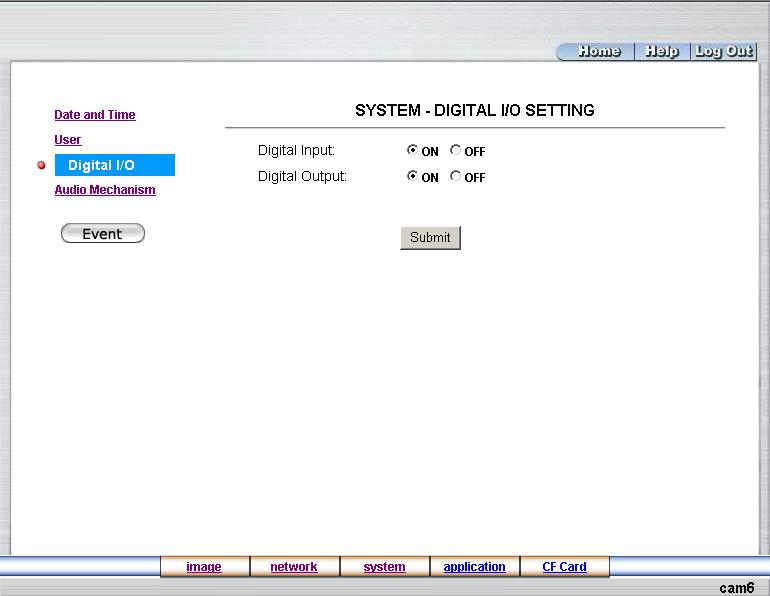 Home Help Log Out
SYSTEM - DIGITAL I/O SETTING
Date and Time
User
Digital I/O
Audio Mechanism
Event
Digital Input: ON OFF
Digital Output: ON OFF
Submit
image network system application CF Card
cam6